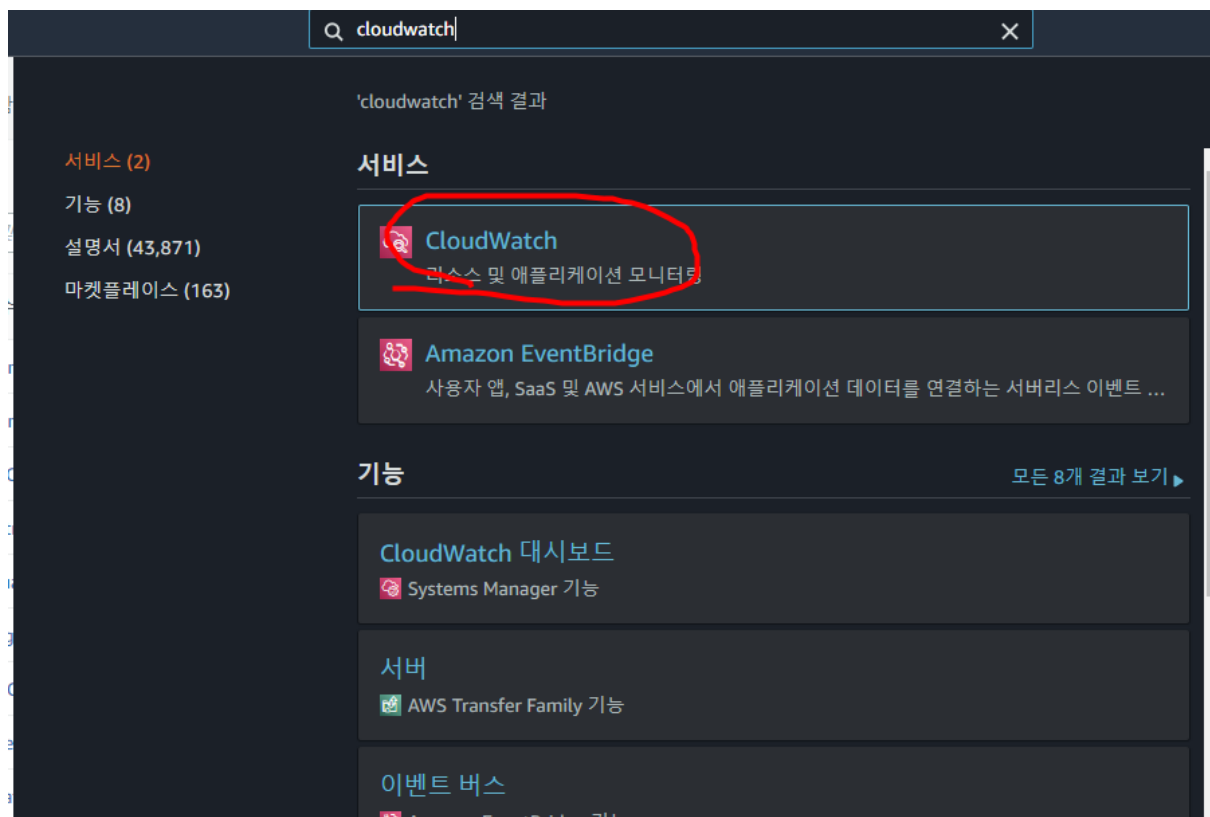 cloudwatch
'cloudwatch' 검색 결과
서비스 (2)
기능 (8)
설명서 (43,871)
마켓플레이스 (163)
서비스
CloudWatch
리소스 및 애플리케이션 모니터링
Amazon EventBridge
사용자 앱, SaaS 및 AWS 서비스에서 애플리케이션 데이터를 연결하는 서버리스 이벤트 ...
기능
모든 8개 결과 보기
CloudWatch 대시보드
Systems Manager 기능
서버
AWS Transfer Family 기능
이벤트 버스